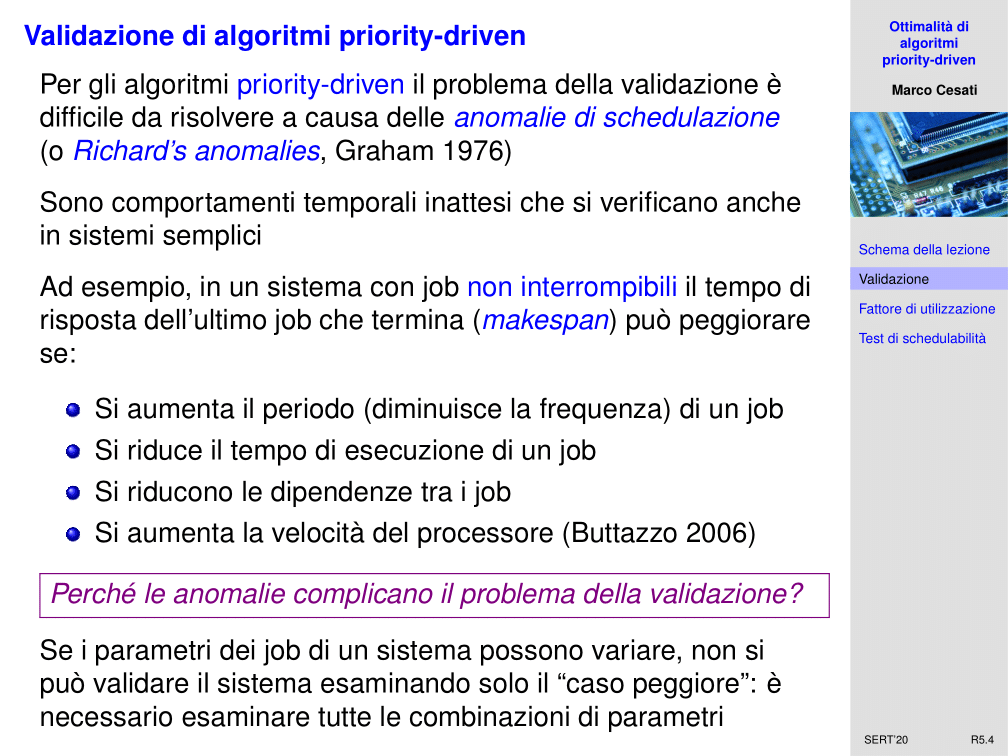 Validazione di algoritmi priority-driven
Per gli algoritmi priority-driven il problema della validazione è
difficile da risolvere a causa delle anomalie di schedulazione
(o Richard's anomalies, Graham 1976)
Sono comportamenti temporali inattesi che si verificano anche
in sistemi semplici
Ad esempio, in un sistema con job non interrompibili il tempo di
risposta dell'ultimo job che termina (makespan) può peggiorare
se:
Si aumenta il periodo (diminuisce la frequenza) di un job
Si riduce il tempo di esecuzione di un job
Si riducono le dipendenze tra i job
Si aumenta la velocità del processore (Buttazzo 2006)
Perché le anomalie complicano il problema della validazione?
Se i parametri dei job di un sistema possono variare, non si
può validare il sistema esaminando solo il “caso peggiore”: è
necessario esaminare tutte le combinazioni di parametri
Ottimalità di
algoritmi
priority-driven
Marco Cesati
R47 R48
Schema della lezione
Validazione
Fattore di utilizzazione
Test di schedulabilità
SERT'20 R5.4